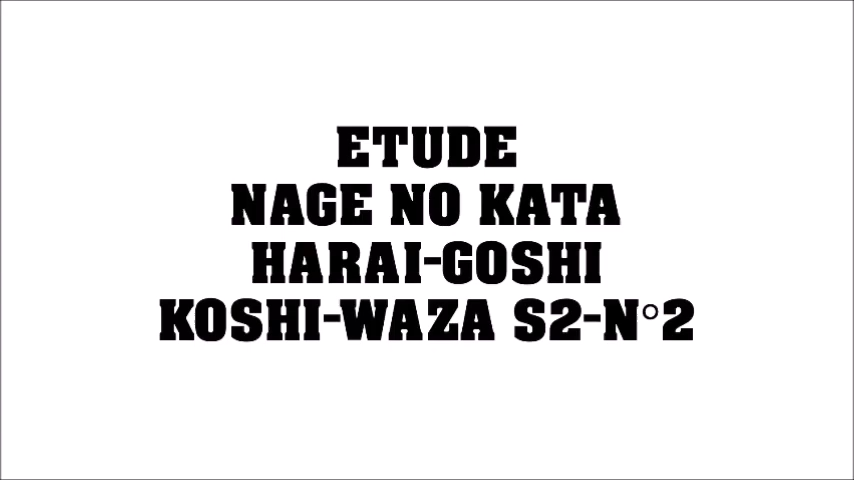 ETUDE
NAGE NO KATA
HARAI-GOSHI
KOSHI-WAZA S2-N°2